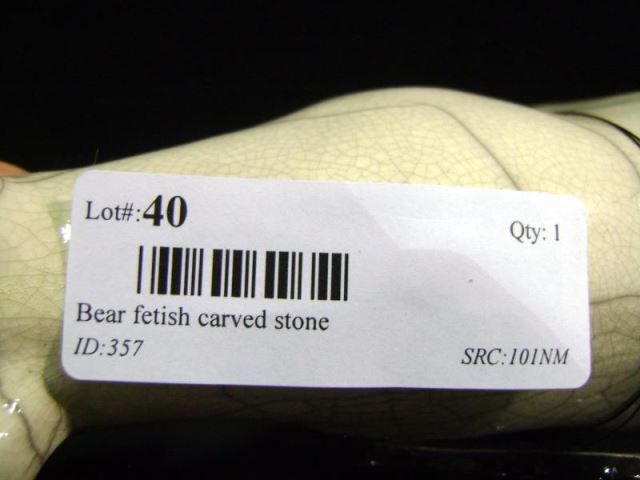 Lot#:40
Qty: 1
Bear fetish carved stone
ID:357
SRC:101NM